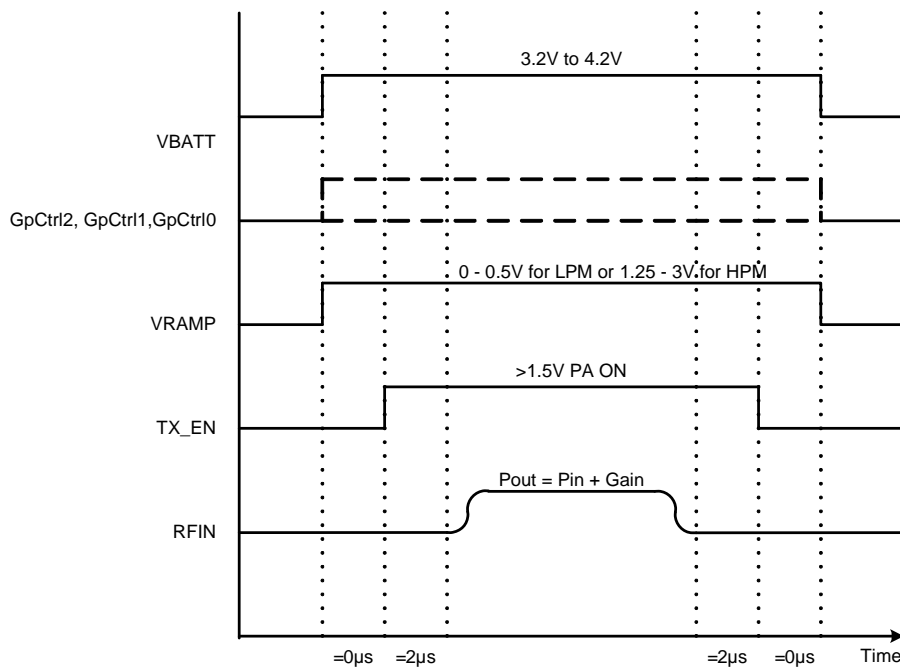 3.2V to 4.2V
VBATT
GpCtrl2, GpCtrl1,GpCtrl0
0 - 0.5V for LPM or 1.25 - 3V for HPM
VRAMP
>1.5V PA ON
TX_EN
Pout = Pin + Gain
RFIN
=0µs =2µs =2µs =0µs Time